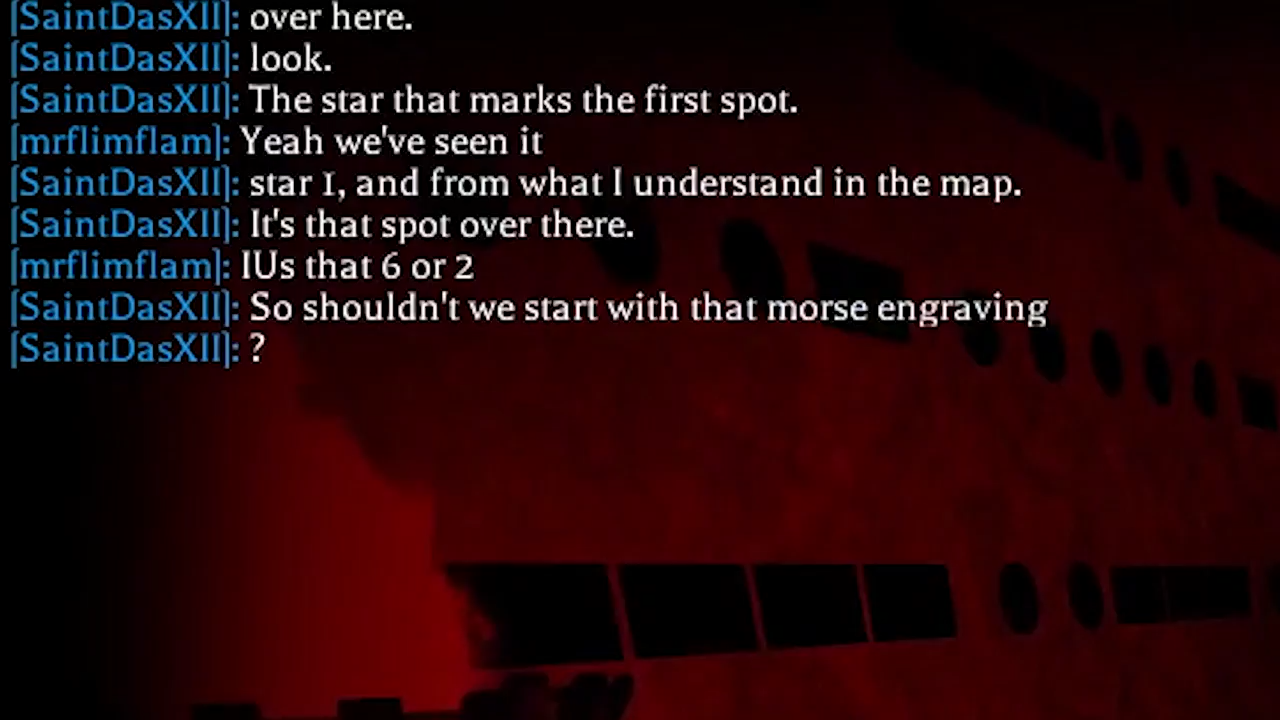 [SaintDasXII]: over here.
[SaintDasXII]: look.
[SaintDasXII]: The star that marks the first spot.
[mrflimflam]: Yeah we've seen it
[SaintDasXII]: star 1, and from what I understand in the map.
[SaintDasXII]: It's that spot over there.
[mrflimflam]: IUs that 6 or 2
[SaintDasXII]: So shouldn't we start with that morse engraving
[SaintDasXII]: ?